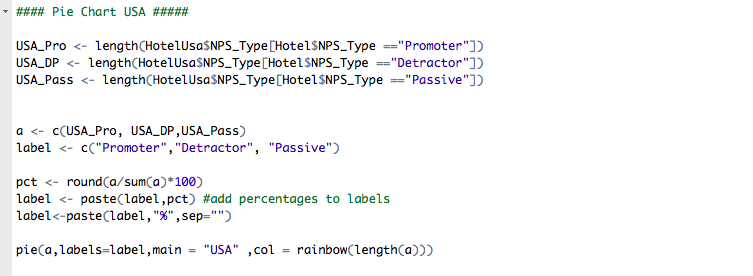 #### Pie Chart USA #####
USA_Pro <- length(HotelUsa$NPS_Type[Hotel$NPS_Type =="Promoter"])
USA_DP <- length(HotelUsa$NPS_Type[Hotel$NPS_Type =="Detractor"])
USA_Pass <- length(HotelUsa$NPS_Type[Hotel$NPS_Type =="Passive"])
a <- c(USA_Pro, USA_DP,USA_Pass)
label <- c("Promoter","Detractor", "Passive")
pct <- round(a/sum(a)*100)
label <- paste(label,pct) #add percentages to labels
label<-paste(label,"%",sep="")
pie(a,labels=label,main = "USA" ,col = rainbow(length(a)))